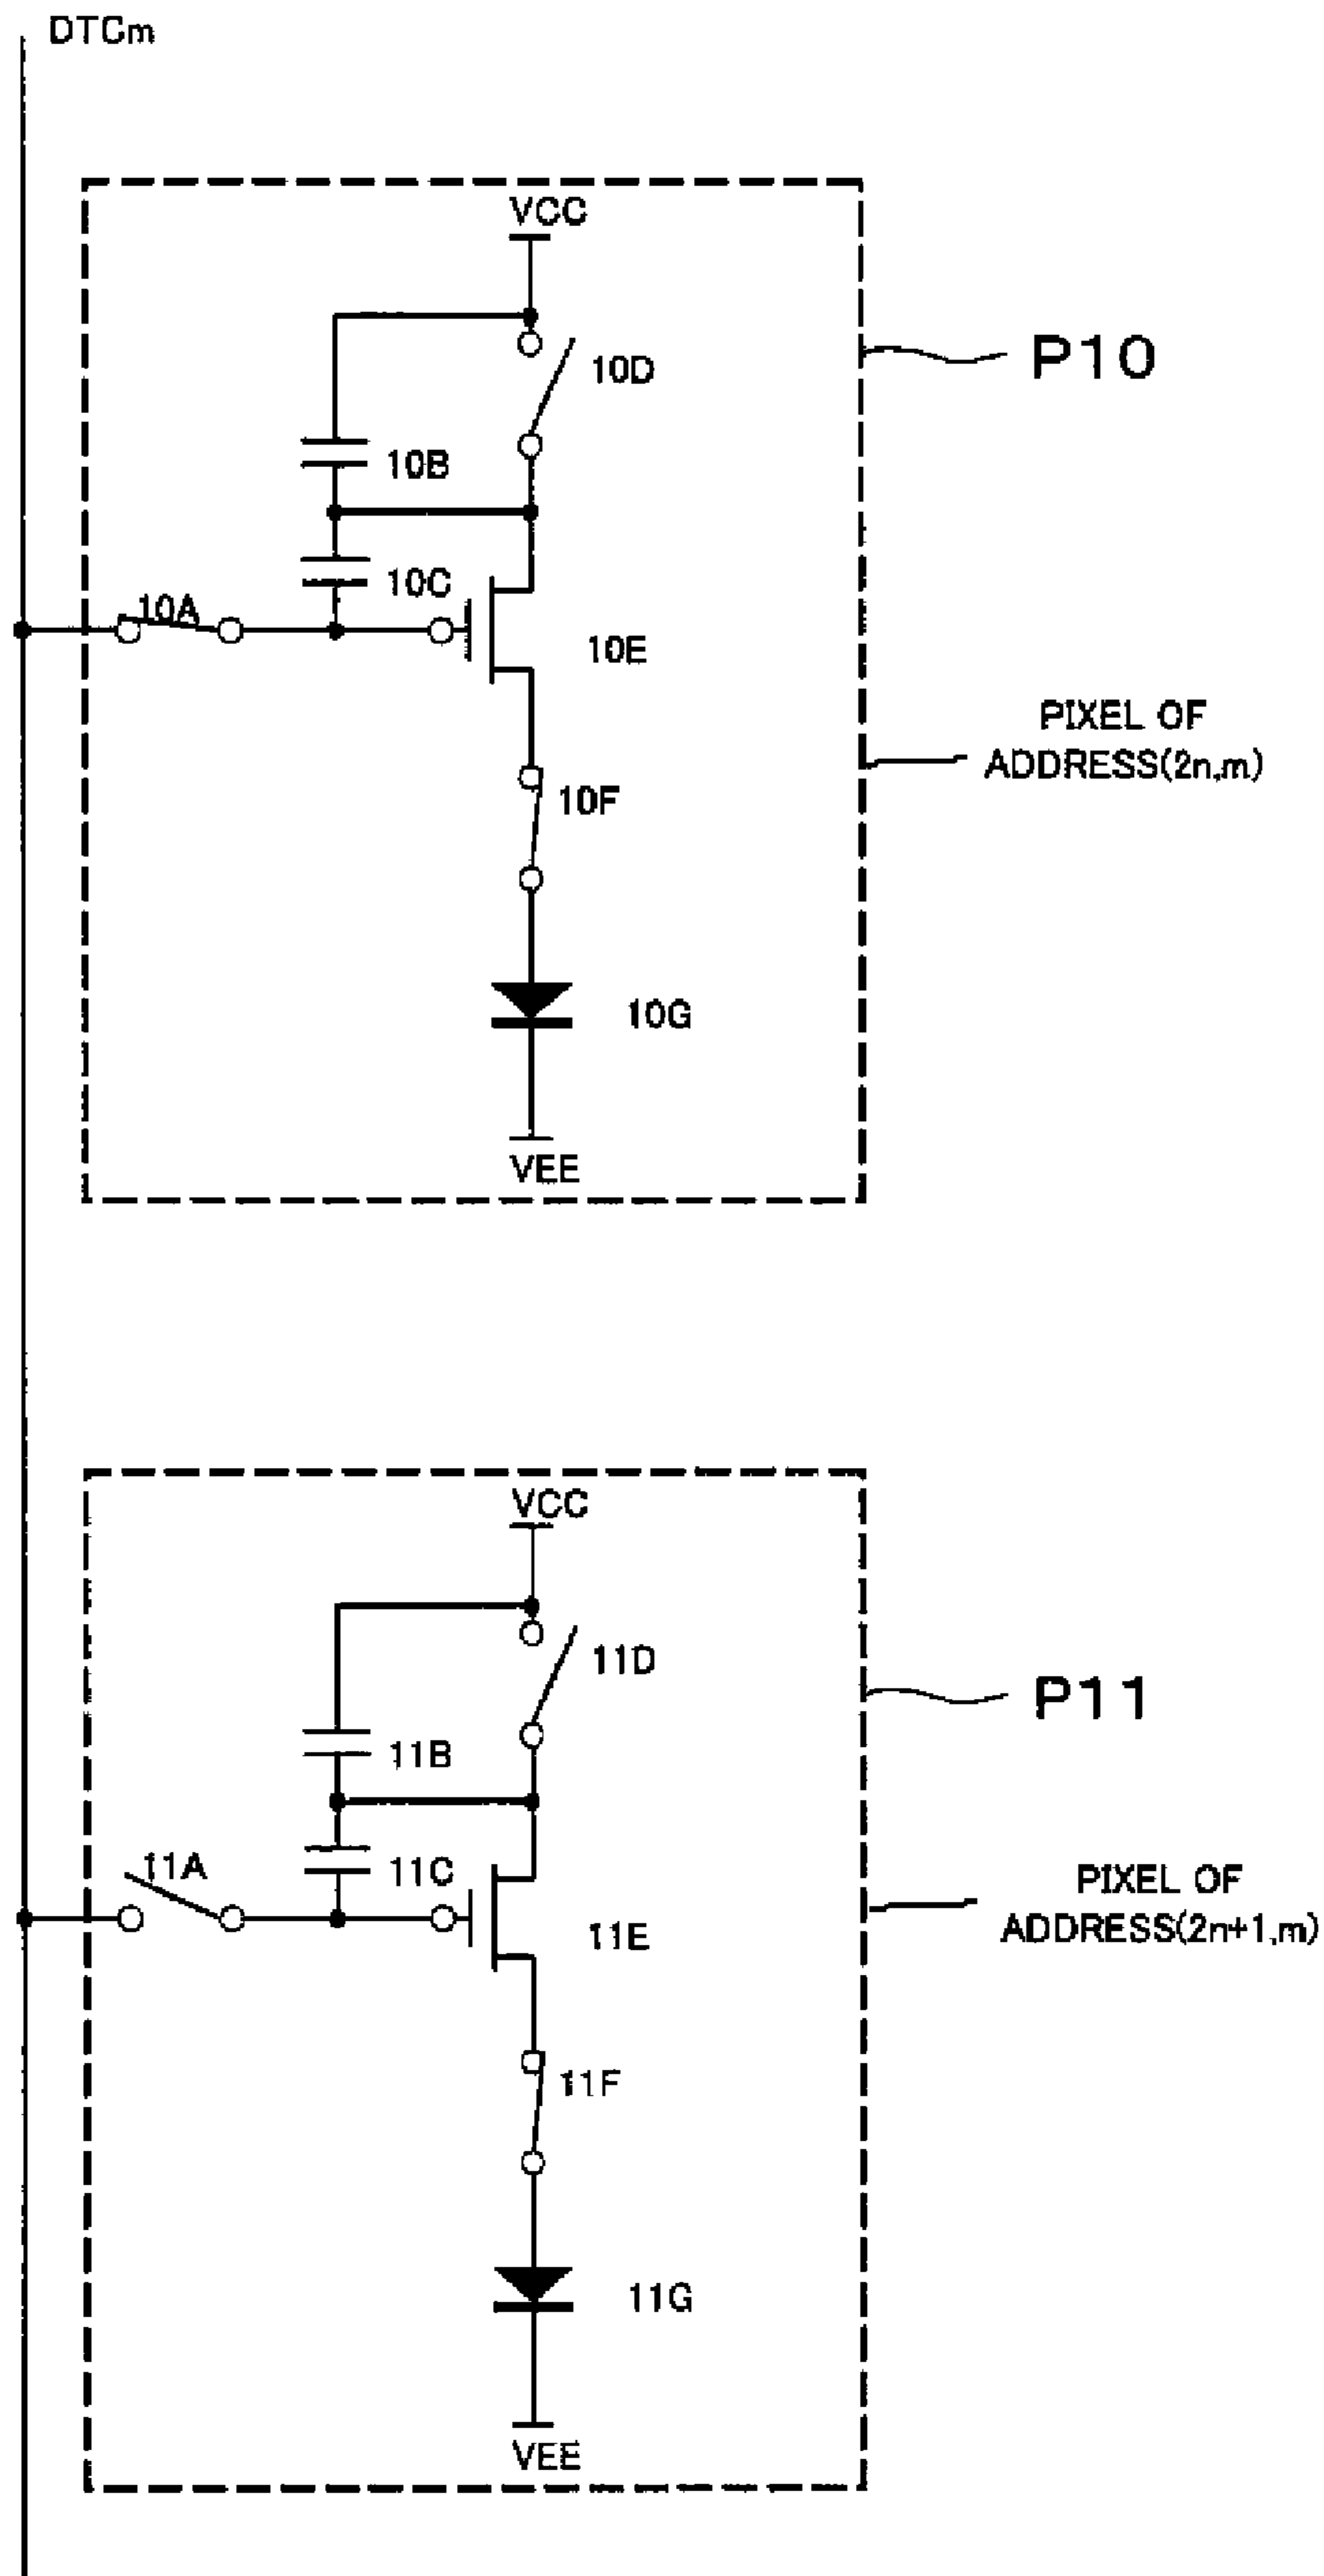 DTCm
VCC
10D
P10
10B
10C
10A
10E
PIXEL OF
ADDRESS(2n,m)
10F
10G
VEE
VCC
11D
P11
11B
11A
11C
11E
PIXEL OF
ADDRESS(2n+1,m)
11F
11G
VEE